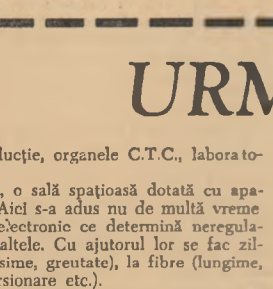 URM
lucție, organele C.T.C., laborato-
, o sală spațioasă dotată cu apa-
Aici s-a adus nu de multă vreme
electronic ce determină neregula-
altele. Cu ajutorul lor se fac zil-
sime, greutate), la fibre (lungime,
rsionare etc.).